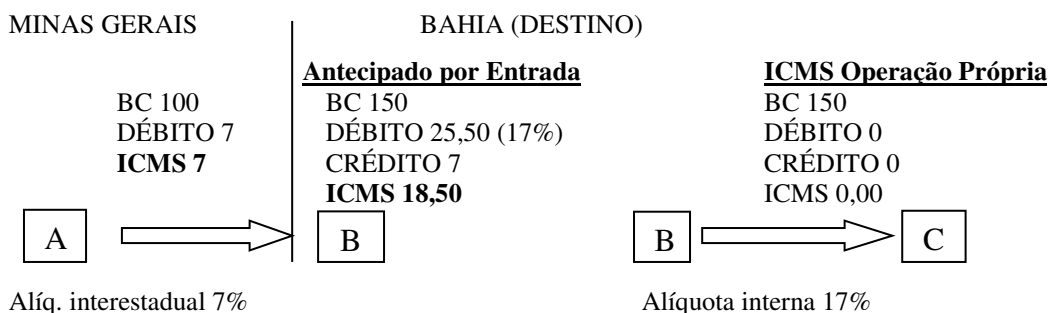 MINAS GERAIS BAHIA (DESTINO)
Antecipado por Entrada ICMS Operação Própria
BC 100 BC 150 BC 150
DÉBITO 7 DÉBITO 25,50 (17%) DÉBITO 0
ICMS 7 CRÉDITO 7 CRÉDITO 0
ICMS 18,50 ICMS 0,00
A B B C
Alíq. interestadual 7% Alíquota interna 17%